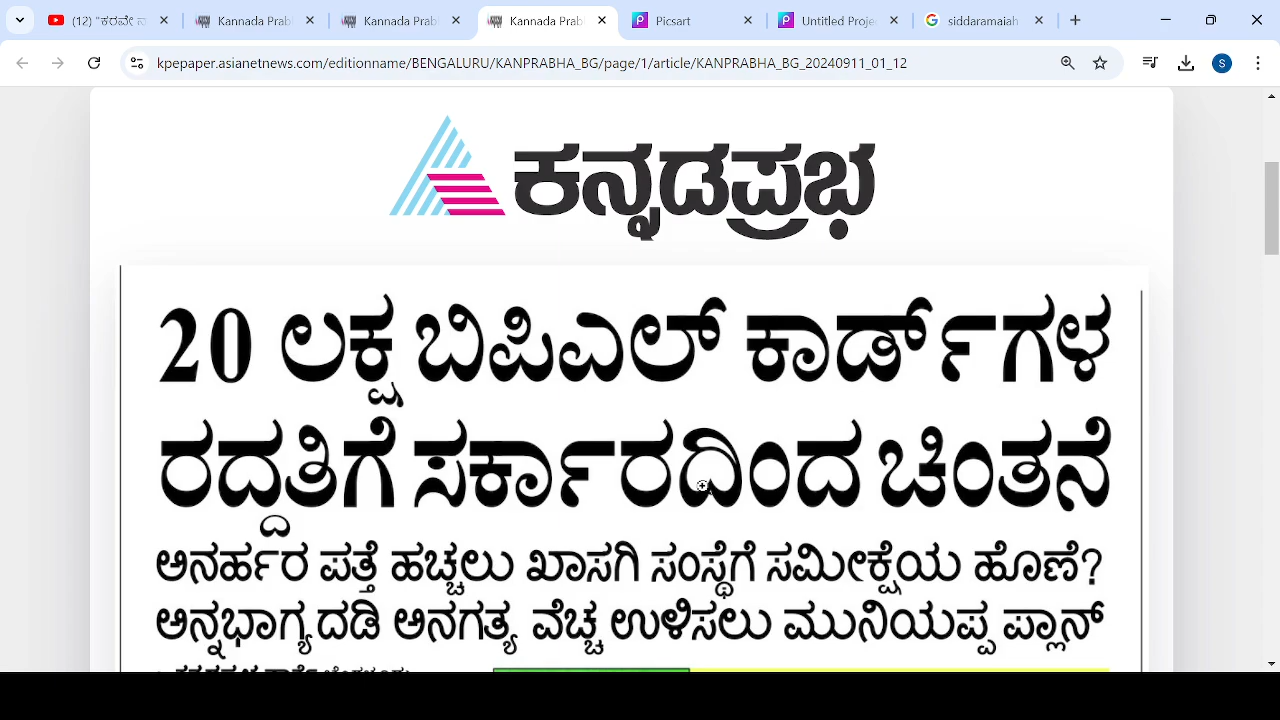 (12) "ಕರವೇ ನ
Kannada Prab
Kannada Prab
Kannada Prab
Picsart
Untitled Proje
siddaramaiah
kpepaper.asianetnews.com/editionname/BENGALURU/KANPRABHA_BG/page/1/article/KANPRABHA_BG_20240911_01_12
S
ಕನ್ನಡಪ್ರಭ
20 ಲಕ್ಷ ಬಿಪಿಎಲ್ ಕಾರ್ಡ್‌ಗಳ
ರದ್ದತಿಗೆ ಸರ್ಕಾರದಿಂದ ಚಿಂತನೆ
ಅನರ್ಹರ ಪತ್ತೆ ಹಚ್ಚಲು ಖಾಸಗಿ ಸಂಸ್ಥೆಗೆ ಸಮೀಕ್ಷೆಯ ಹೊಣೆ?
ಅನ್ನಭಾಗ್ಯದಡಿ ಅನಗತ್ಯ ವೆಚ್ಚ ಉಳಿಸಲು ಮುನಿಯಪ್ಪ ಪ್ಲಾನ್